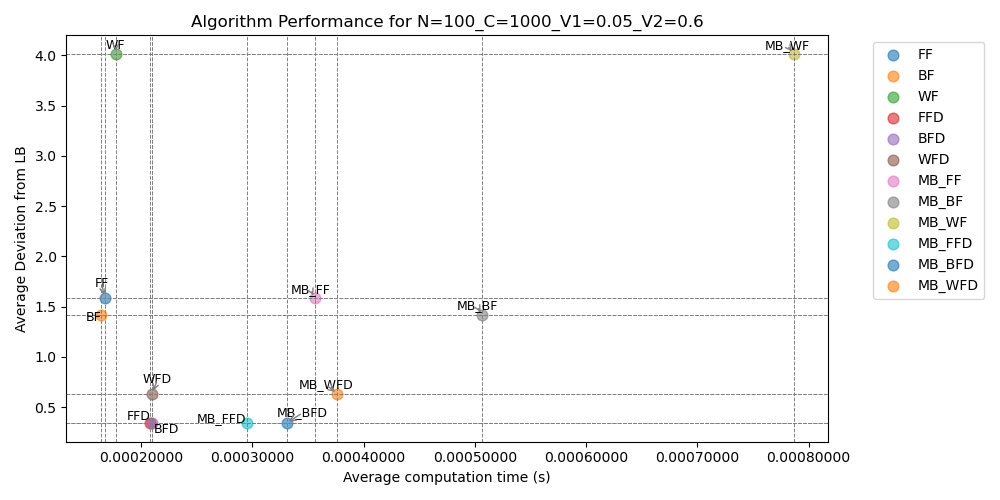 Algorithm Performance for N=100_C=1000_V1=0.05_V2=0.6
Average Deviation from LB
4.0
3.5
3.0
2.5
2.0
1.5
1.0
0.5
WF
MB_WF
FF
MB_FF
BF
MB_BF
WFD
MB_WFD
FFD
BFD
MB_FFD
MB_BFD
0.00020000
0.00030000
0.00040000
0.00050000
0.00060000
0.00070000
0.00080000
Average computation time (s)
FF
BF
WF
FFD
BFD
WFD
MB_FF
MB_BF
MB_WF
MB_FFD
MB_BFD
MB_WFD